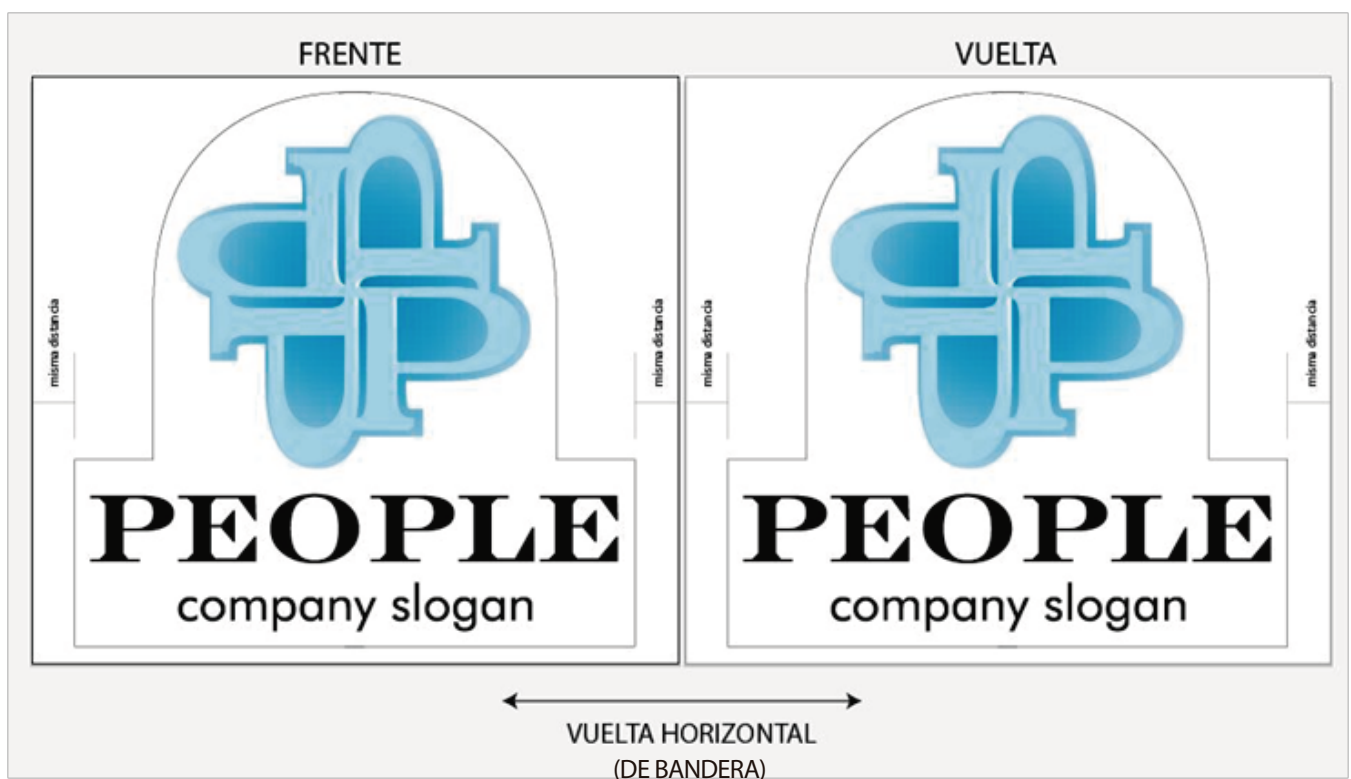 FRENTE
VUELTA
misma distancia
misma distancia
misma distancia
misma distancia
PEOPLE
company slogan
PEOPLE
company slogan
VUELTA HORIZONTAL
(DE BANDERA)